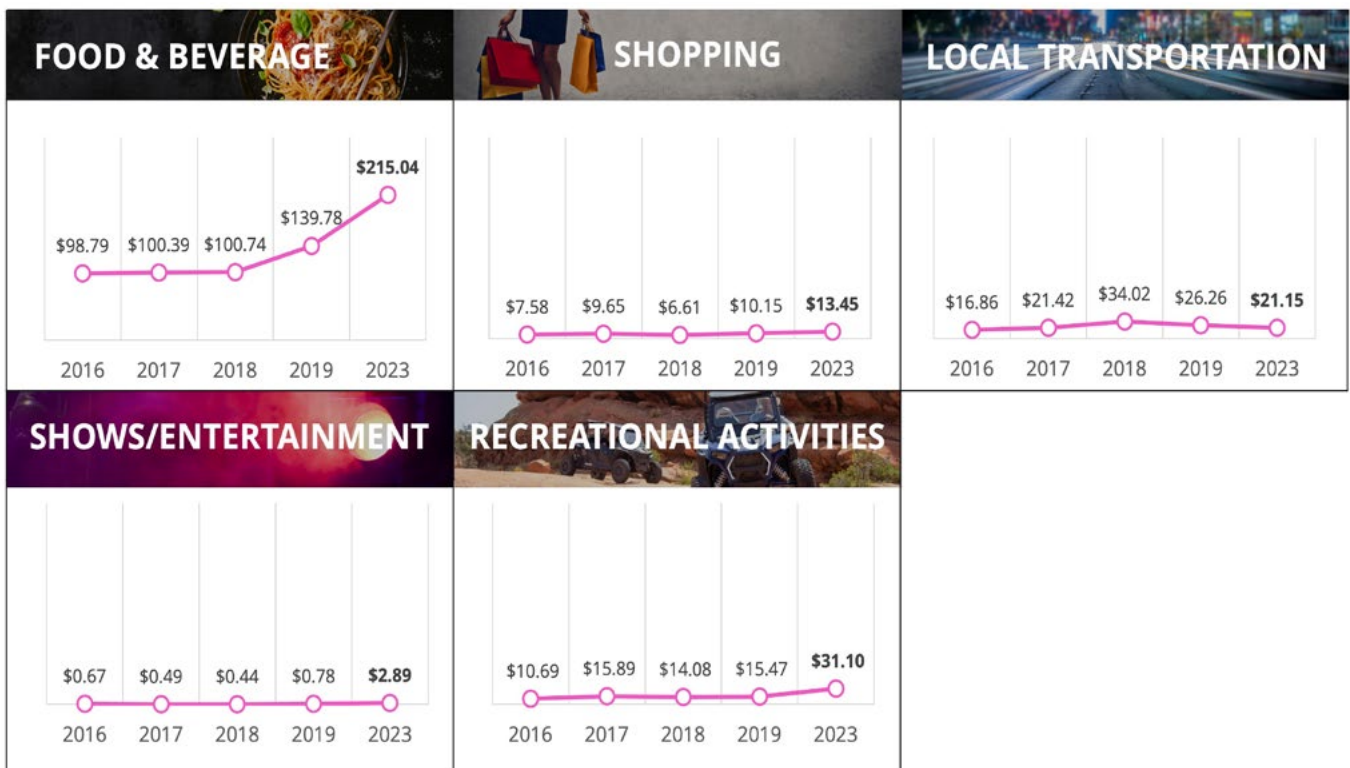 FOOD & BEVERAGE
SHOPPING
LOCAL TRANSPORTATION
$98.79 $100.39 $100.74 $139.78 $215.04
2016 2017 2018 2019 2023
$7.58 $9.65 $6.61 $10.15 $13.45
2016 2017 2018 2019 2023
$16.86 $21.42 $34.02 $26.26 $21.15
2016 2017 2018 2019 2023
SHOWS/ENTERTAINMENT
RECREATIONAL ACTIVITIES
$0.67 $0.49 $0.44 $0.78 $2.89
2016 2017 2018 2019 2023
$10.69 $15.89 $14.08 $15.47 $31.10
2016 2017 2018 2019 2023